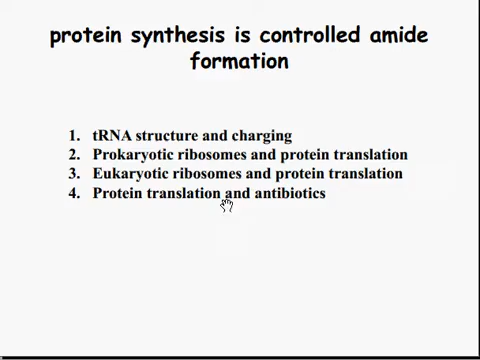 protein synthesis is controlled amide
formation
1. tRNA structure and charging
2. Prokaryotic ribosomes and protein translation
3. Eukaryotic ribosomes and protein translation
4. Protein translation and antibiotics